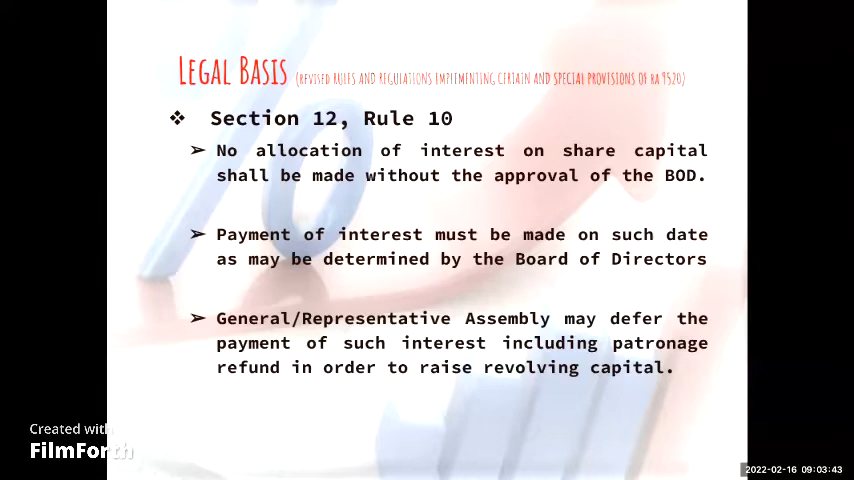 LEGAL BASIS (REVISED RULES AND REGULATIONS IMPLEMENTING CERTAIN AND SPECIAL PROVISIONS OF RA 9520)
❖ Section 12, Rule 10
➢ No allocation of interest on share capital
shall be made without the approval of the BOD.
➢ Payment of interest must be made on such date
as may be determined by the Board of Directors
➢ General/Representative Assembly may defer the
payment of such interest including patronage
refund in order to raise revolving capital.
Created with
FilmForth
2022-02-16 09:03:43